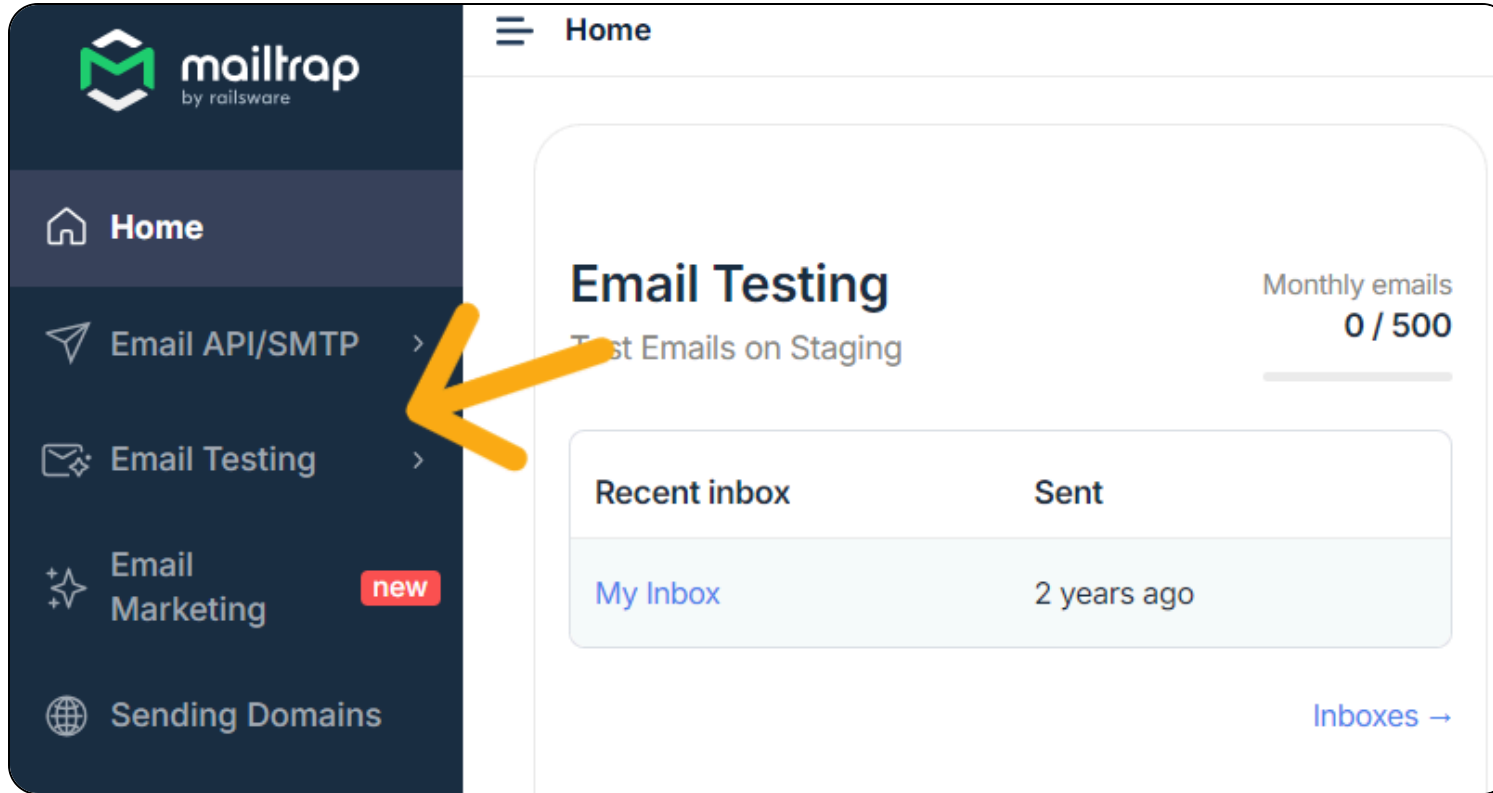 mailtrap
by railsware
Home
Email API/SMTP
Email Testing
Email
Marketing
new
Sending Domains
Home
Email Testing
Test Emails on Staging
Monthly emails
0 / 500
Recent inbox
Sent
My Inbox
2 years ago
Inboxes →